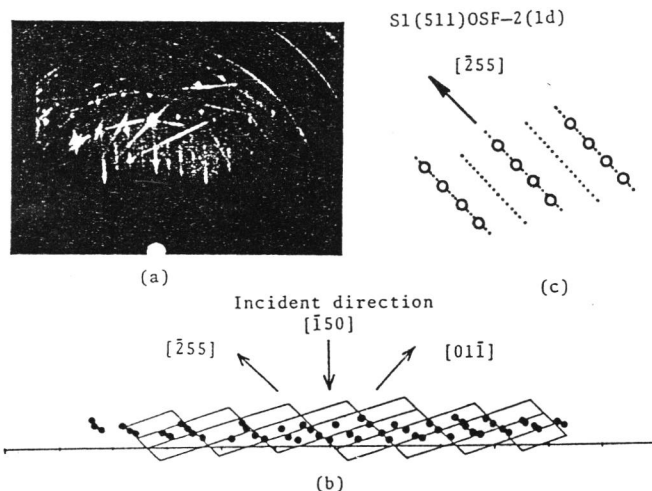 S1(511)OSF-2(1d)
[2̄55]
(a)
(c)
Incident direction
[1̄50]
[2̄55]
[011̄]
(b)